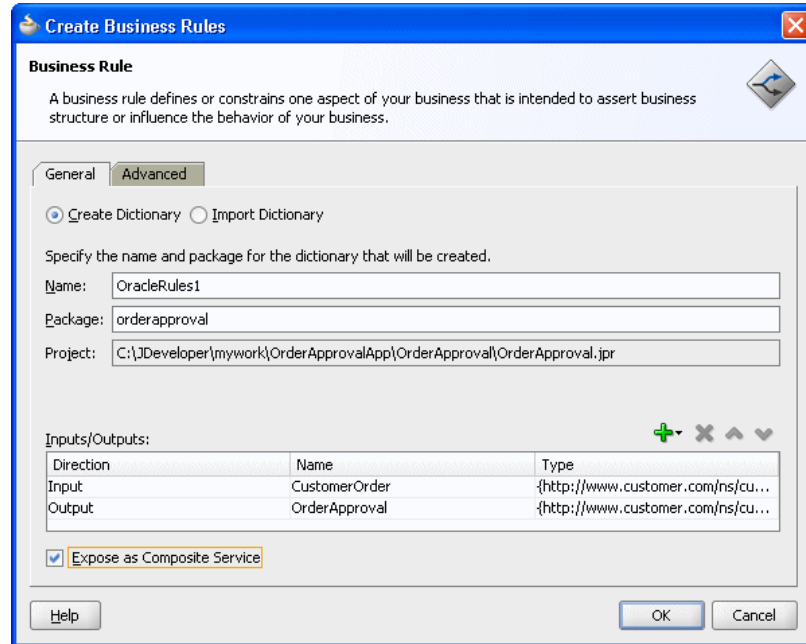 Create Business Rules
Business Rule
A business rule defines or constrains one aspect of your business that is intended to assert business
structure or influence the behavior of your business.
General Advanced
Create Dictionary Import Dictionary
Specify the name and package for the dictionary that will be created.
Name: OracleRules1
Package: orderapproval
Project: C:\JDeveloper\mywork\OrderApprovalApp\OrderApproval\OrderApproval.jpr
Inputs/Outputs:
Direction Name Type
Input CustomerOrder {http://www.customer.com/ns/cu...
Output OrderApproval {http://www.customer.com/ns/cu...
Expose as Composite Service
Help OK Cancel